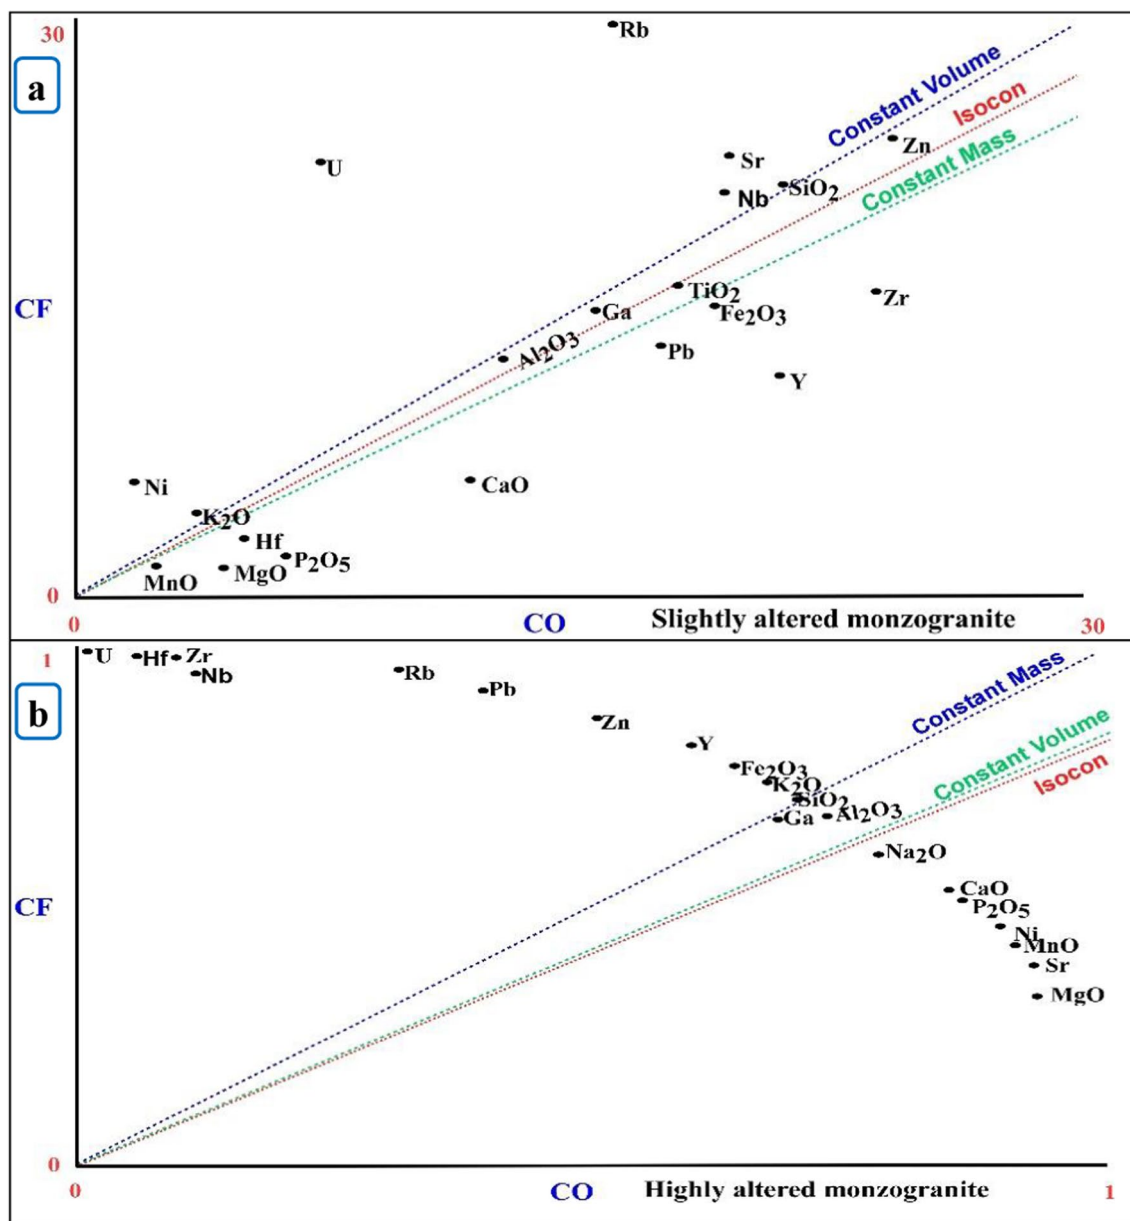 30
Rb
a
Constant Volume
Isocon
Zn
Sr
Constant Mass
U
SiO2
Nb
TiO2
Zr
CF
Ga
Fe2O3
Al2O3
Pb
Y
Ni
CaO
K2O
Hf
P2O5
MnO
MgO
0
0
CO
Slightly altered monzogranite
30
1
U
Hf
Zr
Nb
Rb
Pb
Constant Mass
b
Zn
Constant Volume
Y
Isocon
Fe2O3
K2O
SiO2
Ga
Al2O3
Na2O
CaO
CF
P2O5
Ni
MnO
Sr
MgO
0
0
CO
Highly altered monzogranite
1